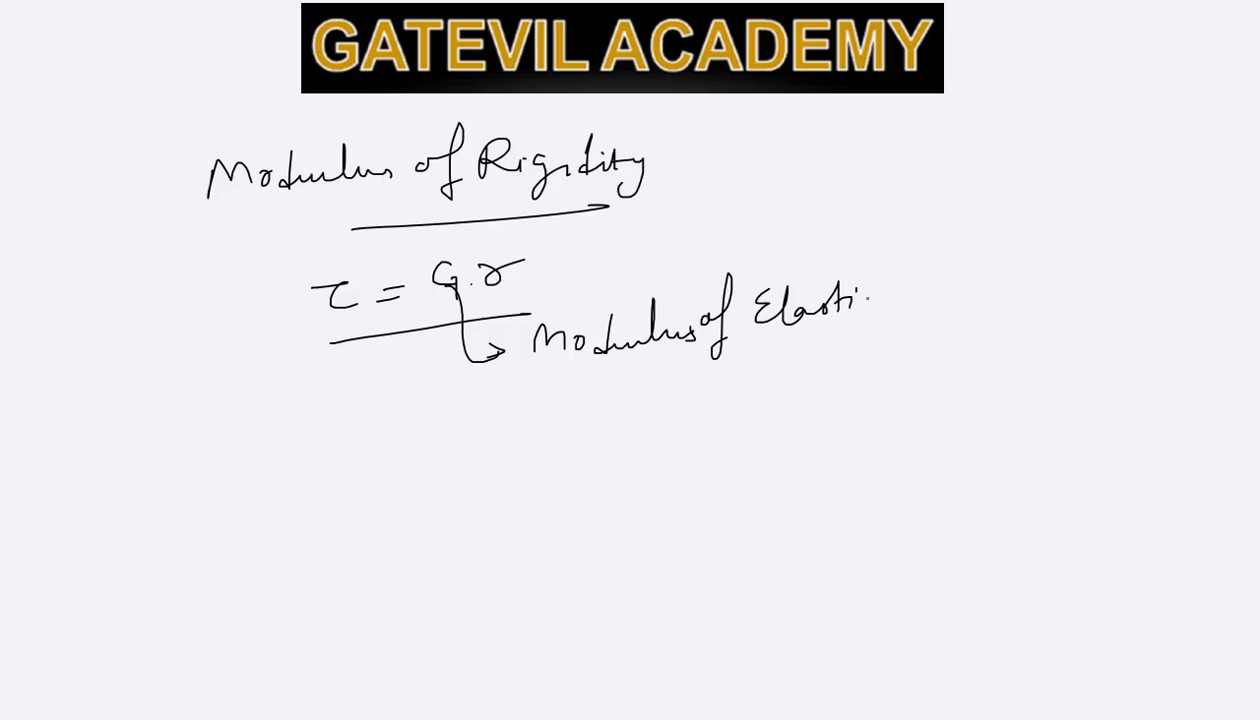 GATEVIL ACADEMY
Modulus of Rigidity
τ = G.γ
Modulus of Elasti